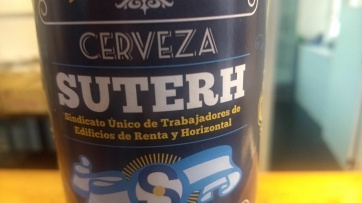 CERVEZA
SUTERH
Sindicato Único de Trabajadores de
Edificios de Renta y Horizontal
S